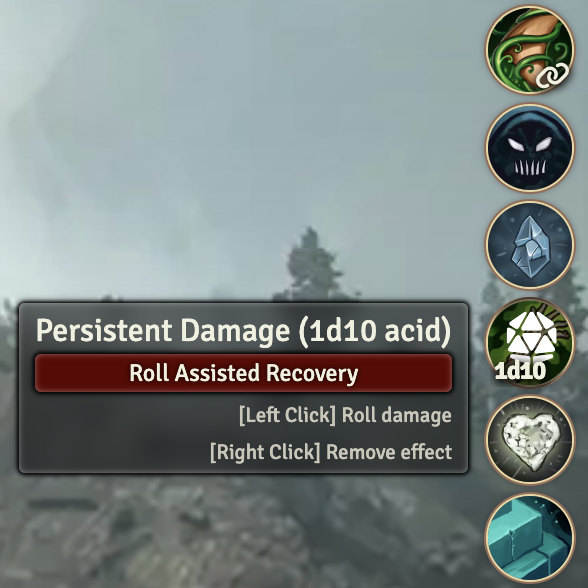 Persistent Damage (1d10 acid)
Roll Assisted Recovery
[Left Click] Roll damage
[Right Click] Remove effect
1d10